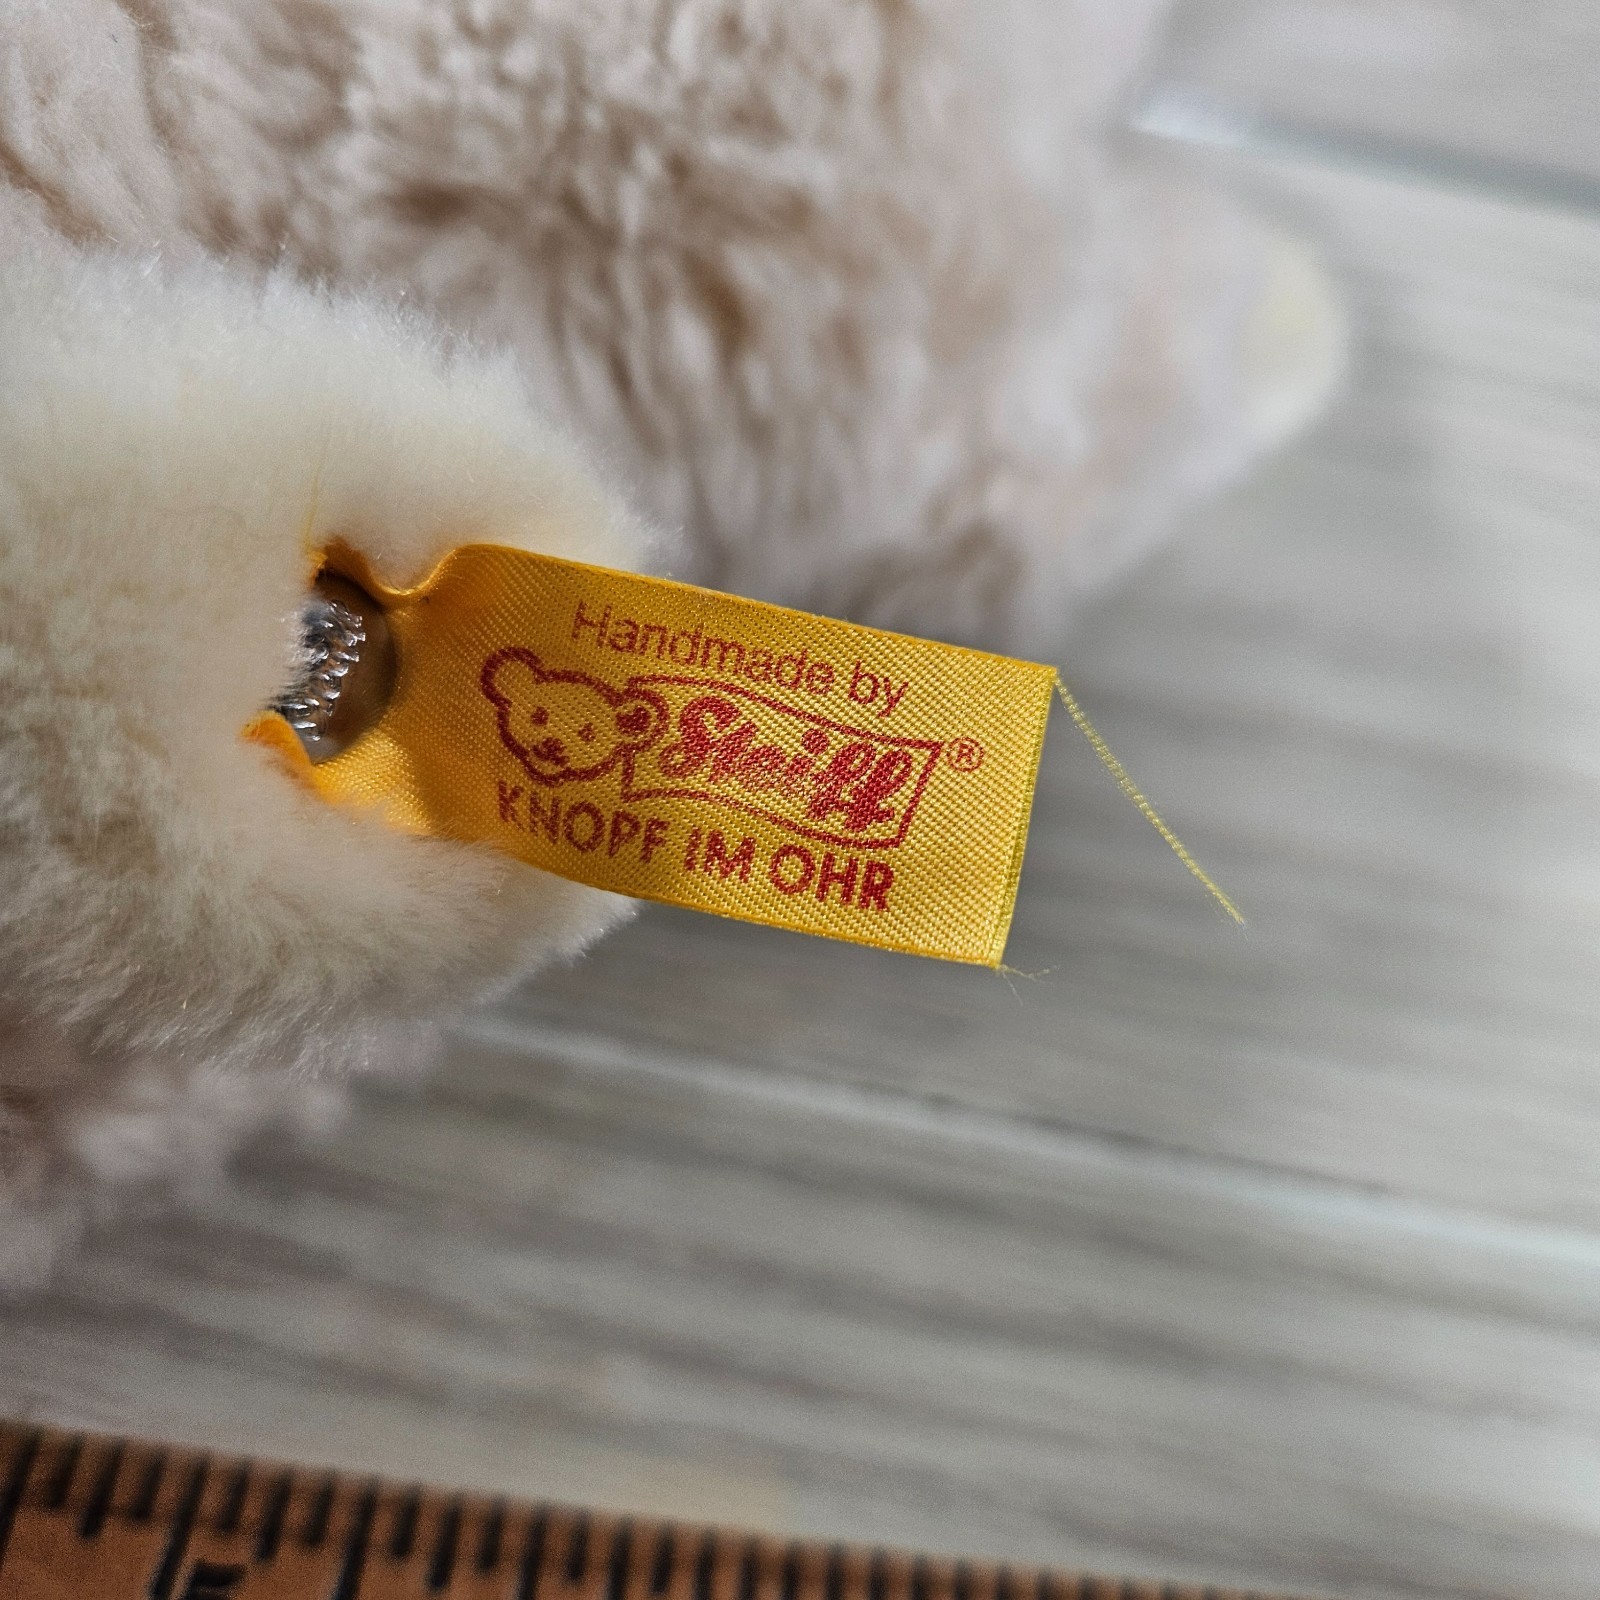 Handmade by
Steiff®
KNOPF IM OHR